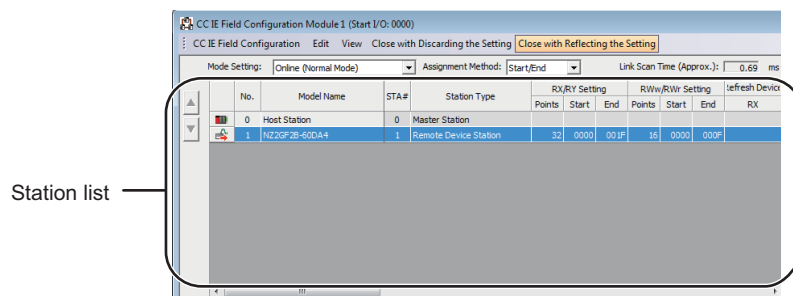 CC IE Field Configuration Module 1 (Start I/O: 0000)
CC IE Field Configuration Edit View Close with Discarding the Setting Close with Reflecting the Setting
Mode Setting: Online (Normal Mode) Assignment Method: Start/End Link Scan Time (Approx.): 0.69 ms
No. Model Name STA# Station Type RX/RY Setting RWw/RWr Setting efresh Device
Points Start End Points Start End RX
0 Host Station 0 Master Station
1 NZ2GF2B-60DA4 1 Remote Device Station 32 0000 001F 16 0000 000F
Station list